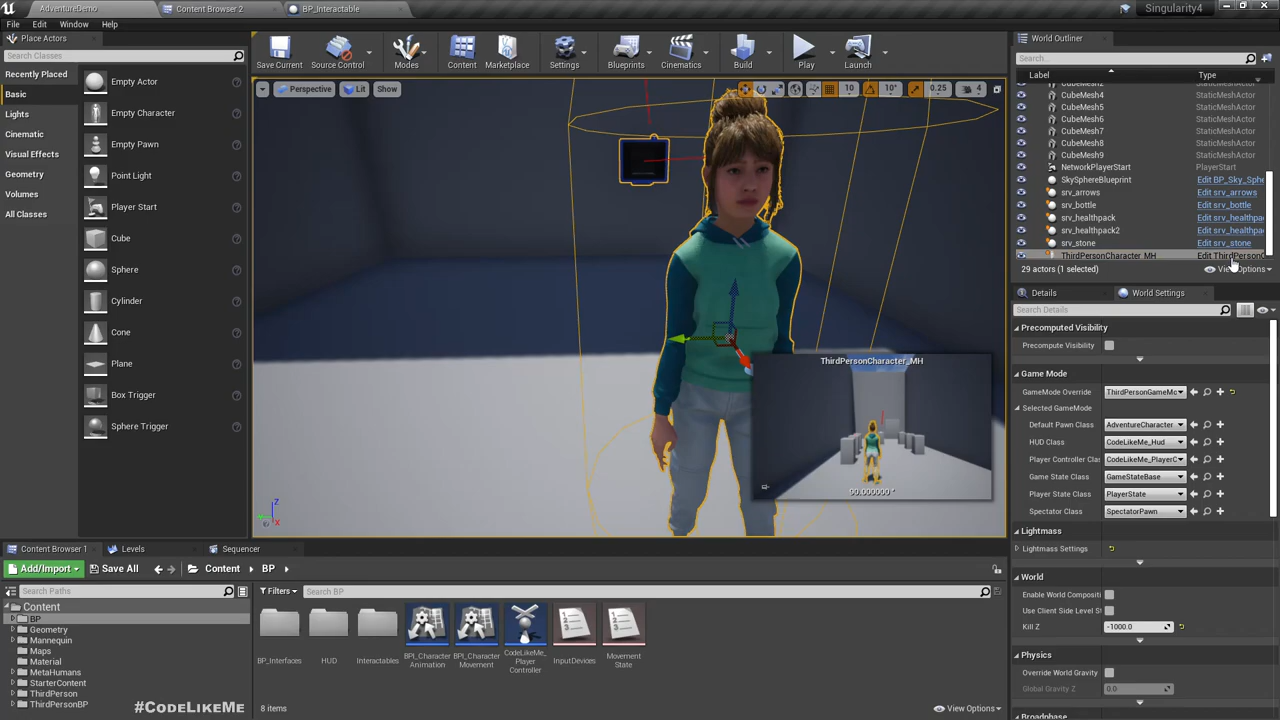 AdventureDemo
Content Browser 2
BP_Interactable
Singularity4
File Edit Window Help
Place Actors
Search Classes
Recently Placed
Basic
Lights
Cinematic
Visual Effects
Geometry
Volumes
All Classes
Empty Actor
Empty Character
Empty Pawn
Point Light
Player Start
Cube
Sphere
Cylinder
Cone
Plane
Box Trigger
Sphere Trigger
Save Current
Source Control
Modes
Content
Marketplace
Settings
Blueprints
Cinematics
Build
Play
Launch
Perspective Lit Show
10 10° 0.25 4
ThirdPersonCharacter_MH
90.000000 °
World Outliner
Search...
Label Type
CubeMesh4 StaticMeshActor
CubeMesh5 StaticMeshActor
CubeMesh6 StaticMeshActor
CubeMesh7 StaticMeshActor
CubeMesh8 StaticMeshActor
CubeMesh9 StaticMeshActor
NetworkPlayerStart PlayerStart
SkySphereBlueprint Edit BP_Sky_Sphe
srv_arrows Edit srv_arrows
srv_bottle Edit srv_bottle
srv_healthpack Edit srv_healthpa
srv_healthpack2 Edit srv_healthpa
srv_stone Edit srv_stone
ThirdPersonCharacter_MH Edit ThirdPersonC
29 actors (1 selected) View Options
Details World Settings
Search Details
Precomputed Visibility
Precompute Visibility
Game Mode
GameMode Override ThirdPersonGameMc
Selected GameMode
Default Pawn Class AdventureCharacter
HUD Class CodeLikeMe_Hud
Player Controller Clas CodeLikeMe_PlayerC
Game State Class GameStateBase
Player State Class PlayerState
Spectator Class SpectatorPawn
Lightmass
Lightmass Settings
World
Enable World Compositi
Use Client Side Level St
Kill Z -1000.0
Physics
Override World Gravity
Global Gravity Z 0.0
Broadphase
Content Browser 1 Levels Sequencer
Add/Import Save All Content BP
Search Paths
Filters Search BP
Content
BP
Geometry
Mannequin
Maps
Material
MetaHumans
StarterContent
ThirdPerson
ThirdPersonBP
BP_Interfaces
HUD
Interactables
BPI_Character Animation
BPI_Character Movement
CodeLikeMe_ Player Controller
InputDevices
Movement State
8 items View Options
#CodeLikeMe